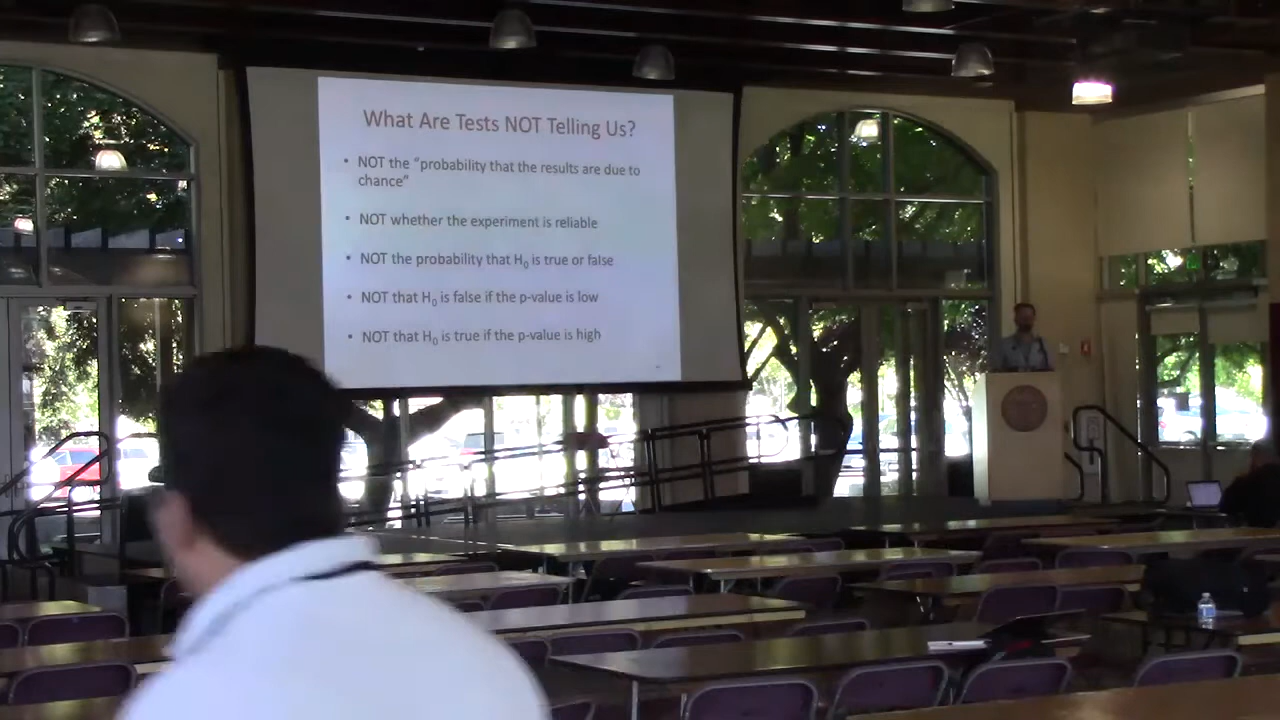 What Are Tests NOT Telling Us?
• NOT the "probability that the results are due to
chance"
• NOT whether the experiment is reliable
• NOT the probability that H₀ is true or false
• NOT that H₀ is false if the p-value is low
• NOT that H₀ is true if the p-value is high